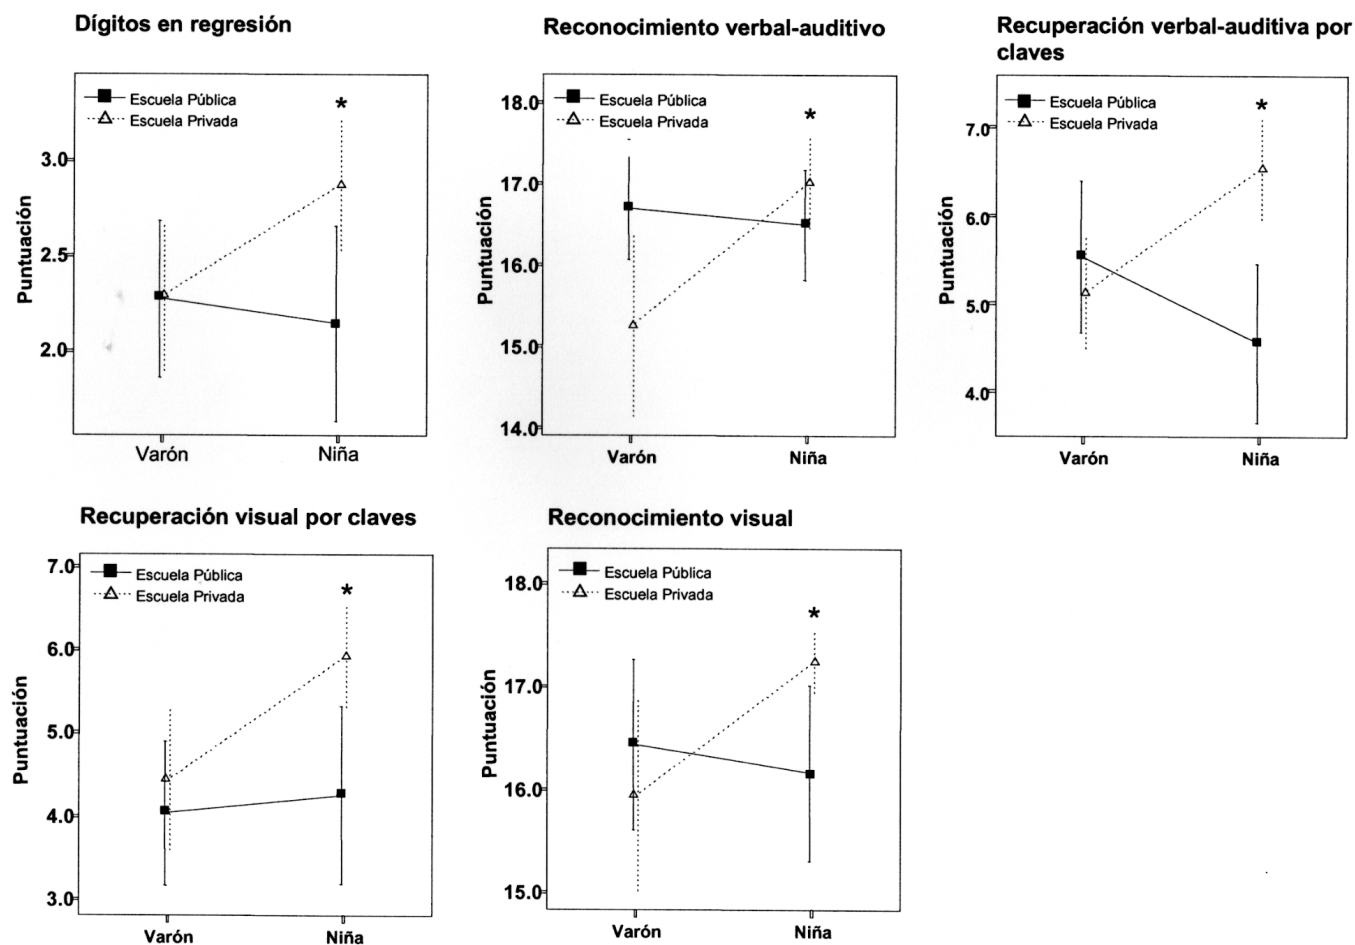 Dígitos en regresión
Escuela Pública
Escuela Privada
*
3.0
2.5
2.0
Puntuación
Varón
Niña
Reconocimiento verbal-auditivo
Escuela Pública
Escuela Privada
*
18.0
17.0
16.0
15.0
14.0
Puntuación
Varón
Niña
Recuperación verbal-auditiva por
claves
Escuela Pública
Escuela Privada
*
7.0
6.0
5.0
4.0
Puntuación
Varón
Niña
Recuperación visual por claves
Escuela Pública
Escuela Privada
*
7.0
6.0
5.0
4.0
3.0
Puntuación
Varón
Niña
Reconocimiento visual
Escuela Pública
Escuela Privada
*
18.0
17.0
16.0
15.0
Puntuación
Varón
Niña